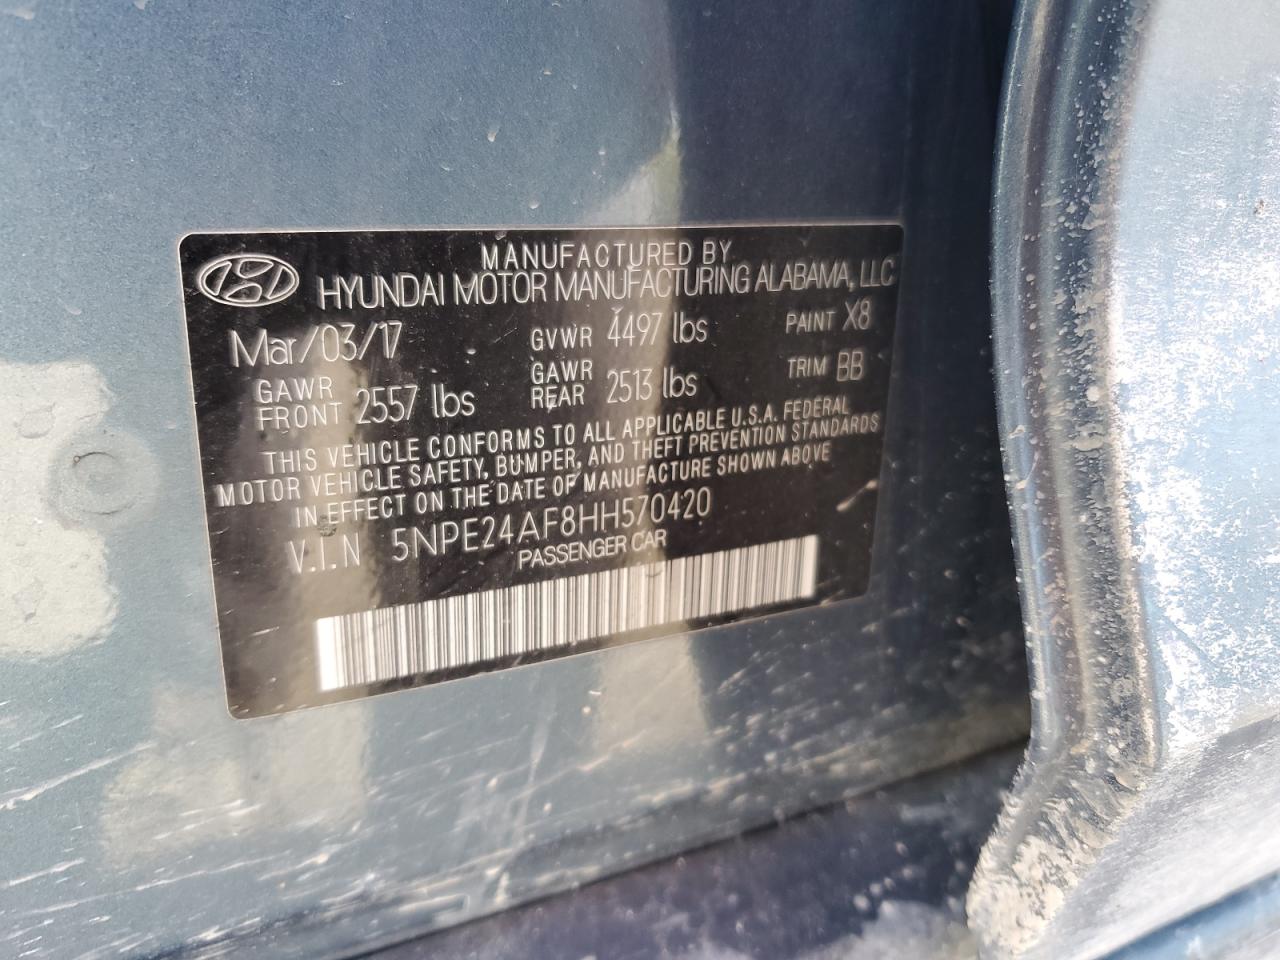 MANUFACTURED BY
HYUNDAI MOTOR MANUFACTURING ALABAMA, LLC
Mar/03/17 GVWR 4497 lbs PAINT X8
GAWR FRONT 2557 lbs GAWR REAR 2513 lbs TRIM BB
THIS VEHICLE CONFORMS TO ALL APPLICABLE U.S.A. FEDERAL
MOTOR VEHICLE SAFETY, BUMPER, AND THEFT PREVENTION STANDARDS
IN EFFECT ON THE DATE OF MANUFACTURE SHOWN ABOVE
V.I.N 5NPE24AF8HH570420
PASSENGER CAR